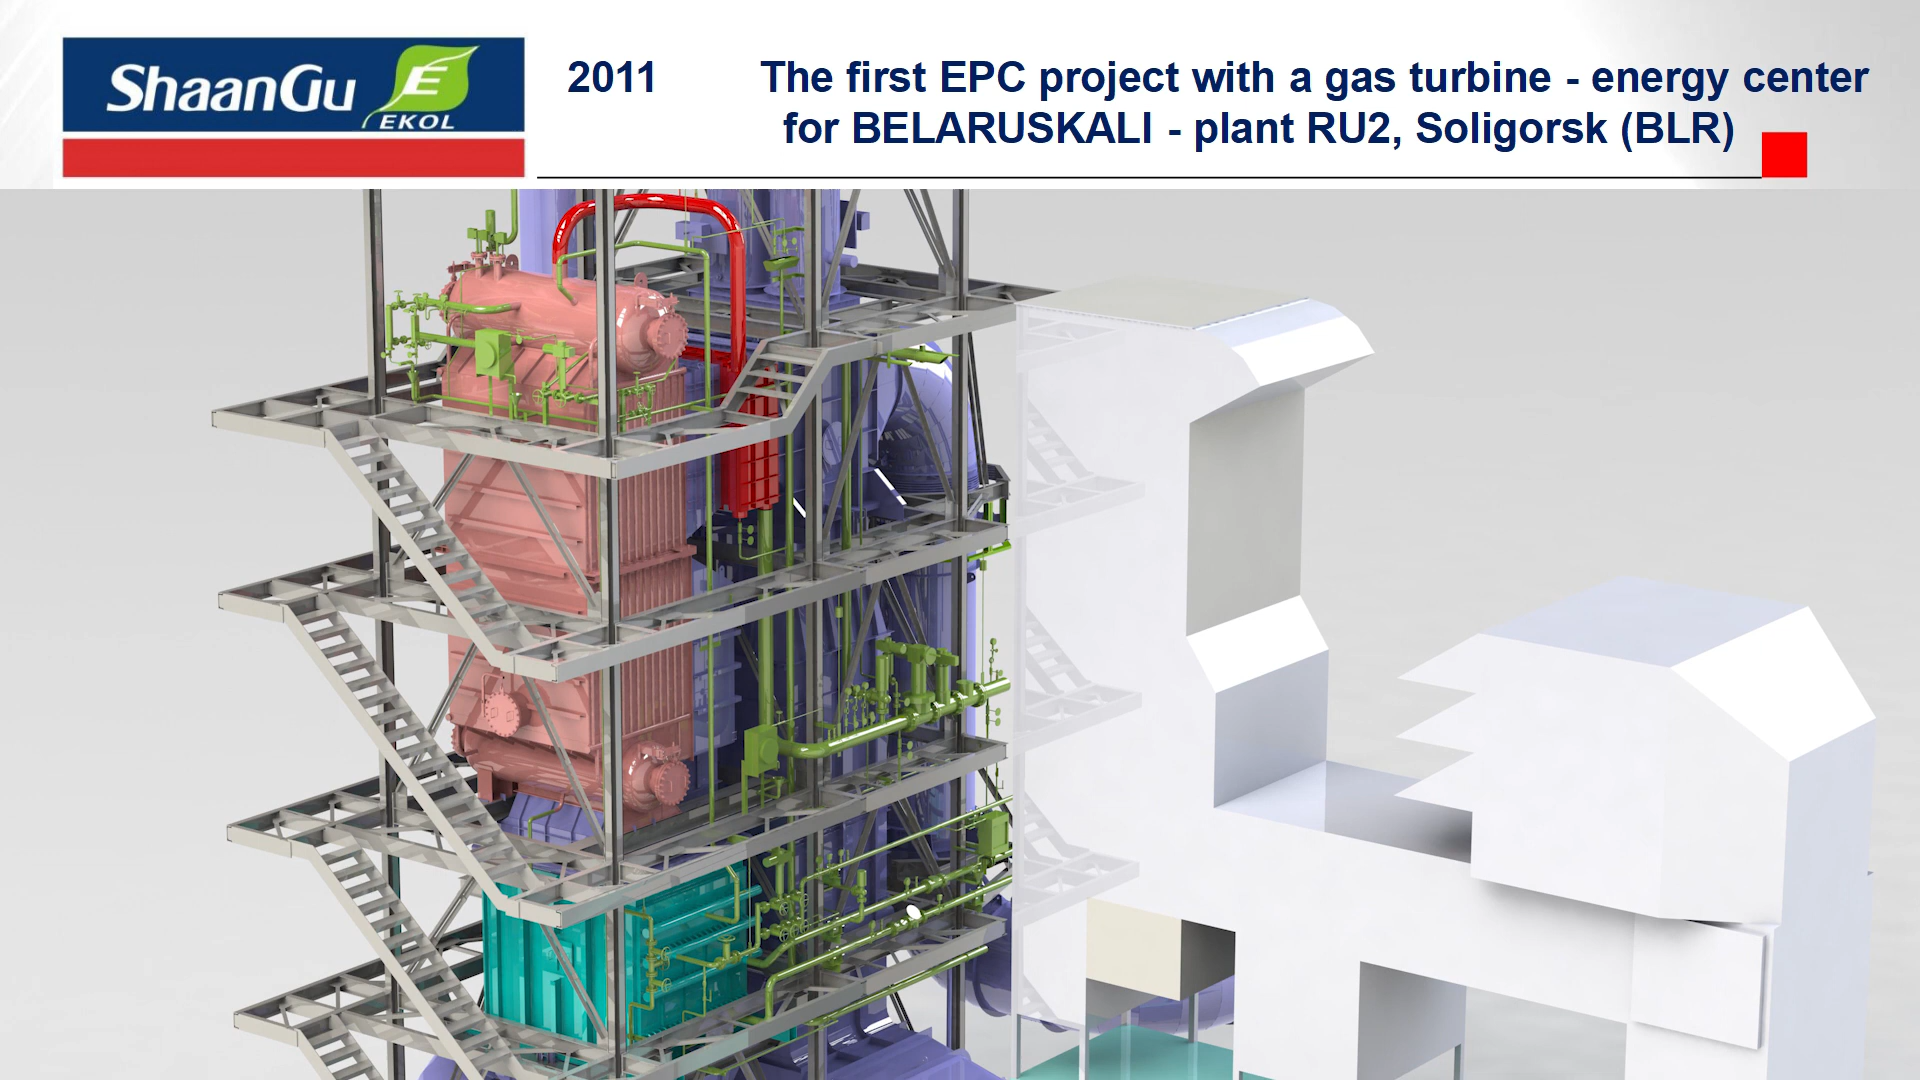 ShaanGu
E
EKOL
2011 The first EPC project with a gas turbine - energy center
for BELARUSKALI - plant RU2, Soligorsk (BLR)